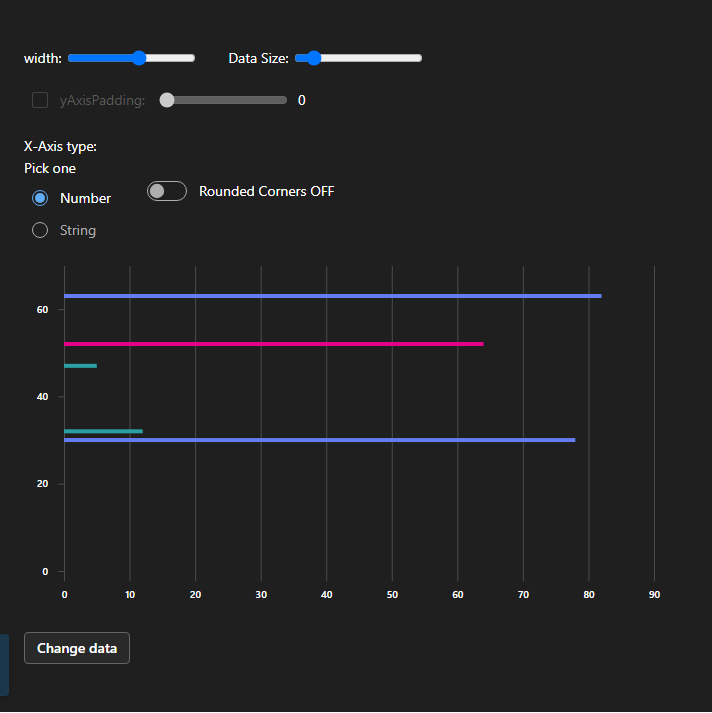 width: Data Size:
yAxisPadding: 0
X-Axis type:
Pick one
Number Rounded Corners OFF
String
60
40
20
0
0 10 20 30 40 50 60 70 80 90
Change data